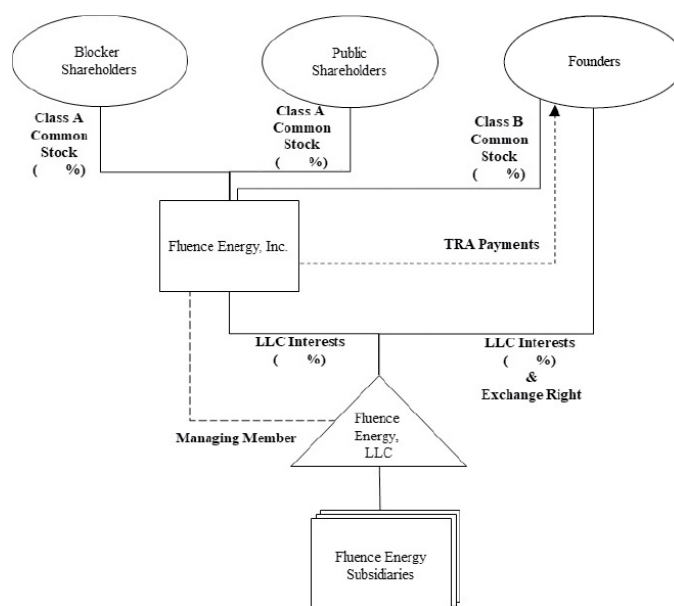 Blocker
Shareholders
Public
Shareholders
Founders
Class A
Common
Stock
( %)
Class A
Common
Stock
( %)
Class B
Common
Stock
( %)
Fluence Energy, Inc.
TRA Payments
LLC Interests
( %)
LLC Interests
( %)
&
Exchange Right
Managing Member
Fluence
Energy,
LLC
Fluence Energy
Subsidiaries